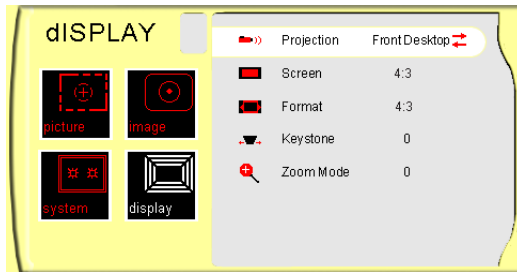 dISPLAY
picture
image
system
display
Projection Front Desktop
Screen 4:3
Format 4:3
Keystone 0
Zoom Mode 0